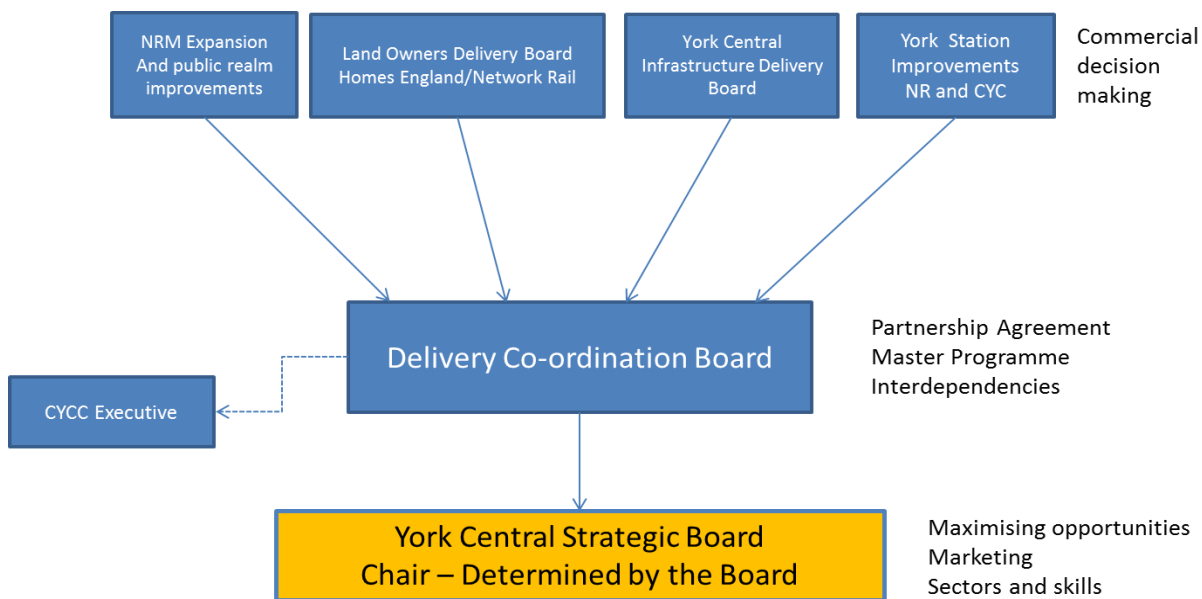 NRM Expansion
And public realm
improvements
Land Owners Delivery Board
Homes England/Network Rail
York Central
Infrastructure Delivery
Board
York Station
Improvements
NR and CYC
Commercial
decision
making
Delivery Co-ordination Board
Partnership Agreement
Master Programme
Interdependencies
CYCC Executive
York Central Strategic Board
Chair – Determined by the Board
Maximising opportunities
Marketing
Sectors and skills